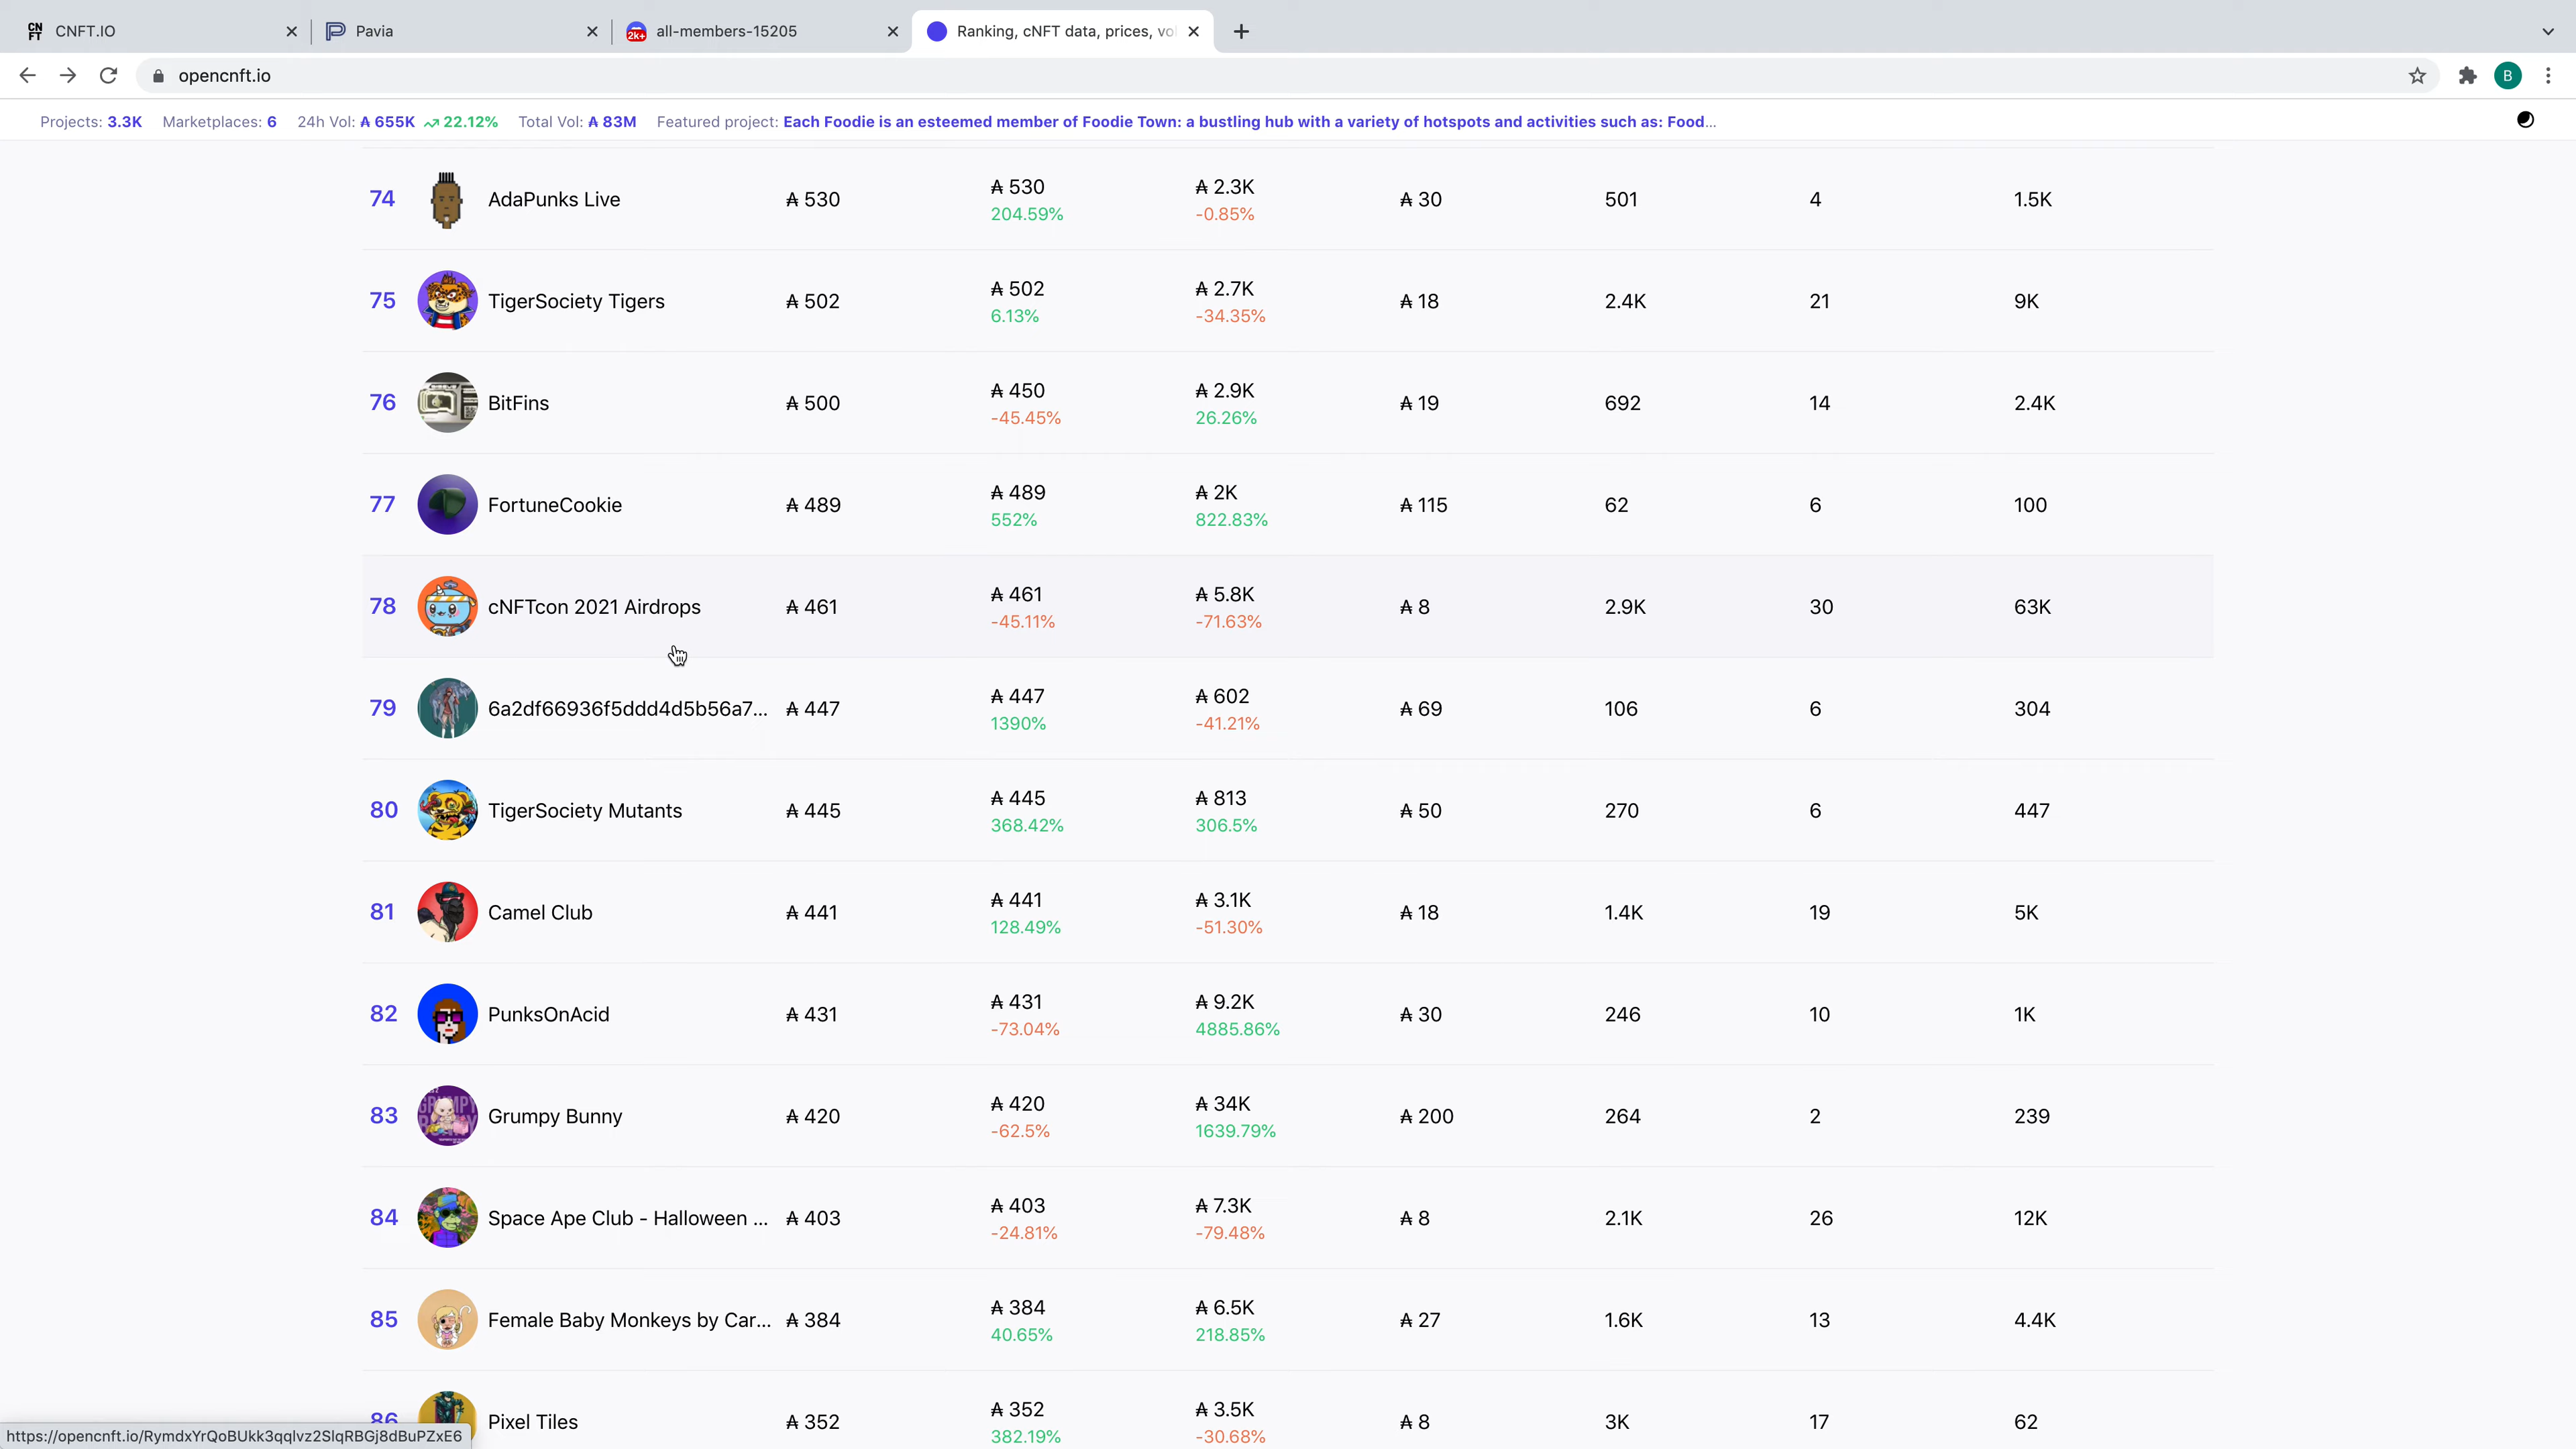 CNFT.IO
Pavia
2k+
all-members-15205
Ranking, cNFT data, prices, vo
opencnft.io
B
Projects: 3.3K Marketplaces: 6 24h Vol: ₳ 655K 22.12% Total Vol: ₳ 83M Featured project: Each Foodie is an esteemed member of Foodie Town: a bustling hub with a variety of hotspots and activities such as: Food...
74 AdaPunks Live ₳ 530 ₳ 530 ₳ 2.3K ₳ 30 501 4 1.5K
204.59% -0.85%
75 TigerSociety Tigers ₳ 502 ₳ 502 ₳ 2.7K ₳ 18 2.4K 21 9K
6.13% -34.35%
76 BitFins ₳ 500 ₳ 450 ₳ 2.9K ₳ 19 692 14 2.4K
-45.45% 26.26%
77 FortuneCookie ₳ 489 ₳ 489 ₳ 2K ₳ 115 62 6 100
552% 822.83%
78 cNFTcon 2021 Airdrops ₳ 461 ₳ 461 ₳ 5.8K ₳ 8 2.9K 30 63K
-45.11% -71.63%
79 6a2df66936f5ddd4d5b56a7... ₳ 447 ₳ 447 ₳ 602 ₳ 69 106 6 304
1390% -41.21%
80 TigerSociety Mutants ₳ 445 ₳ 445 ₳ 813 ₳ 50 270 6 447
368.42% 306.5%
81 Camel Club ₳ 441 ₳ 441 ₳ 3.1K ₳ 18 1.4K 19 5K
128.49% -51.30%
82 PunksOnAcid ₳ 431 ₳ 431 ₳ 9.2K ₳ 30 246 10 1K
-73.04% 4885.86%
83 Grumpy Bunny ₳ 420 ₳ 420 ₳ 34K ₳ 200 264 2 239
-62.5% 1639.79%
84 Space Ape Club - Halloween ... ₳ 403 ₳ 403 ₳ 7.3K ₳ 8 2.1K 26 12K
-24.81% -79.48%
85 Female Baby Monkeys by Car... ₳ 384 ₳ 384 ₳ 6.5K ₳ 27 1.6K 13 4.4K
40.65% 218.85%
86 Pixel Tiles ₳ 352 ₳ 352 ₳ 3.5K ₳ 8 3K 17 62
382.19% -30.68%
https://opencnft.io/RymdxYrQoBUkk3qqlvz2SlqRBGj8dBuPZxE6